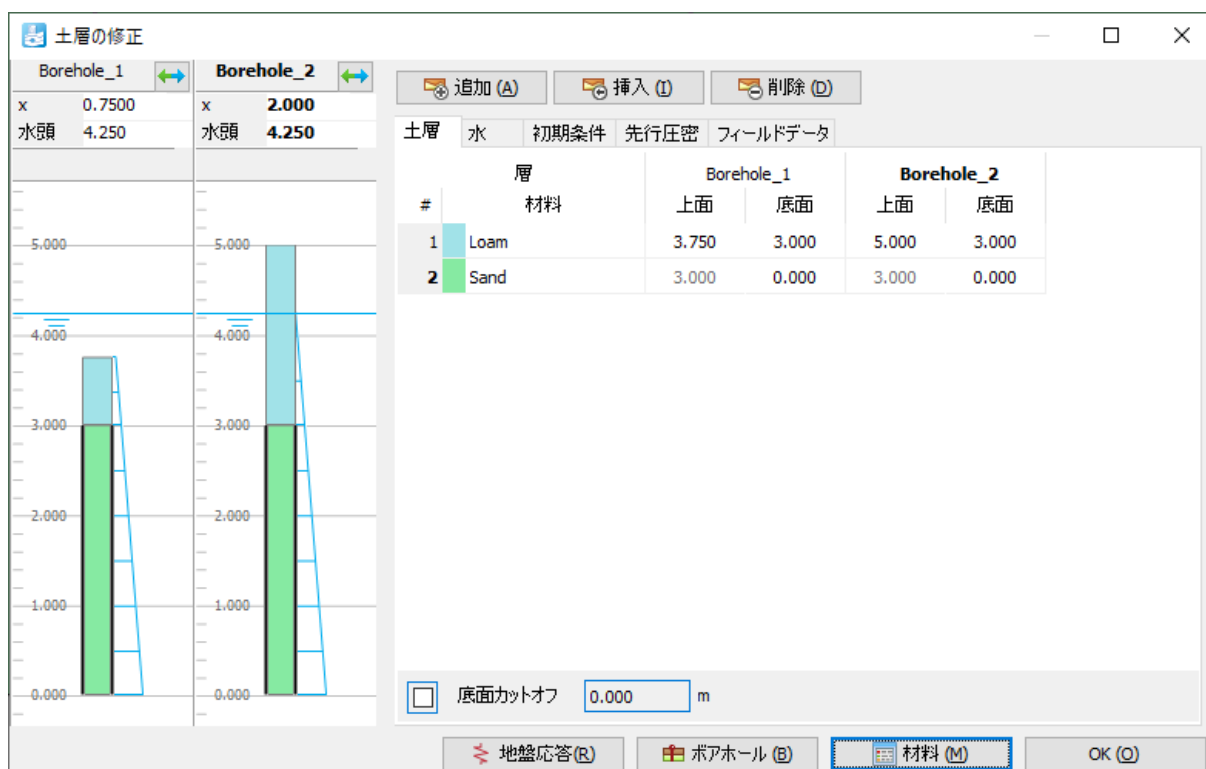 土層の修正
Borehole_1
x 0.7500
水頭 4.250
Borehole_2
x 2.000
水頭 4.250
5.000
4.000
3.000
2.000
1.000
0.000
5.000
4.000
3.000
2.000
1.000
0.000
追加 (A) 挿入 (I) 削除 (D)
土層 水 初期条件 先行圧密 フィールドデータ
層 Borehole_1 Borehole_2
# 材料 上面 底面 上面 底面
1 Loam 3.750 3.000 5.000 3.000
2 Sand 3.000 0.000 3.000 0.000
底面カットオフ 0.000 m
地盤応答(R) ボアホール (B) 材料 (M) OK (O)